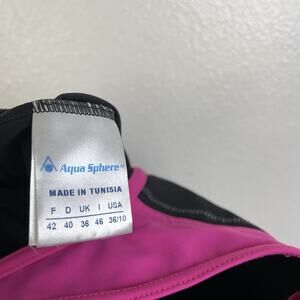 Aqua Sphere
MADE IN TUNISIA
F D UK I USA
42 40 36 46 36/10